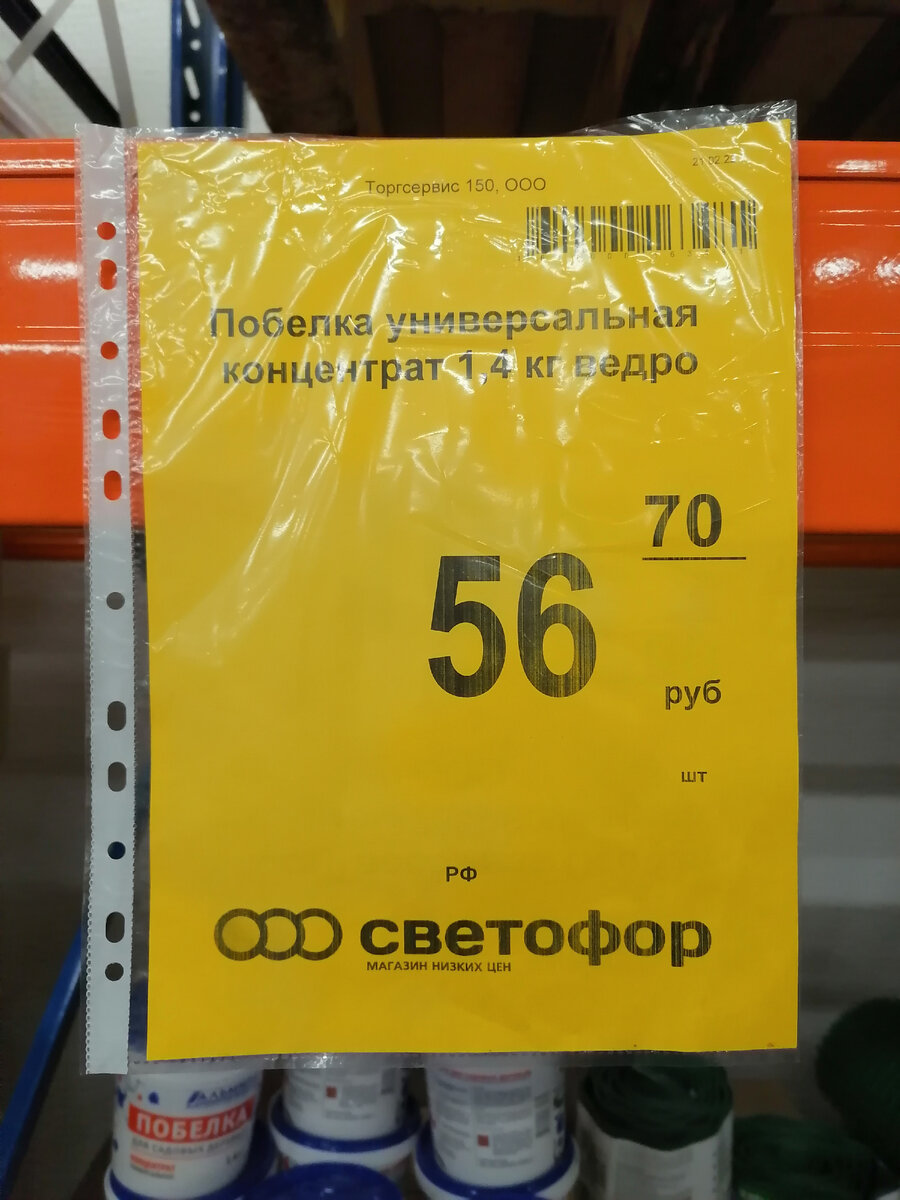 Торгсервис 150, ООО
Побелка универсальная
концентрат 1,4 кг ведро
70
56
руб
шт
РФ
светофор
МАГАЗИН НИЗКИХ ЦЕН
ПОБЕЛКА